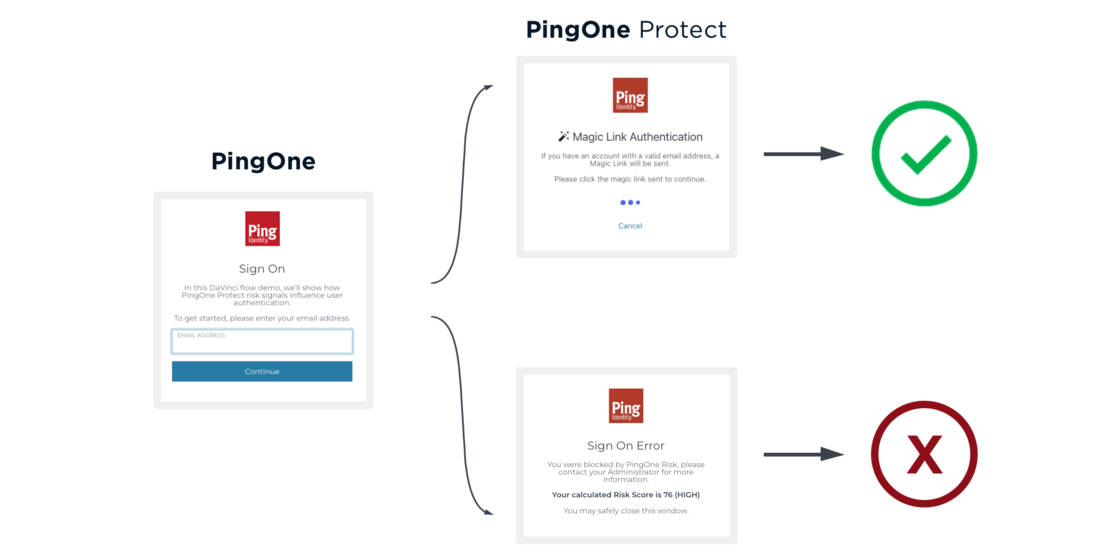 PingOne
Ping
Identity.
Sign On
In this DaVinci flow demo, we'll show how
PingOne Protect risk signals influence user
authentication.
To get started, please enter your email address.
EMAIL ADDRESS
Continue
PingOne Protect
Ping
Identity.
Magic Link Authentication
If you have an account with a valid email address, a
Magic Link will be sent.
Please click the magic link sent to continue.
Cancel
Ping
Identity.
Sign On Error
You were blocked by PingOne Risk, please
contact your Administrator for more
information.
Your calculated Risk Score is 76 (HIGH)
You may safely close this window.
X